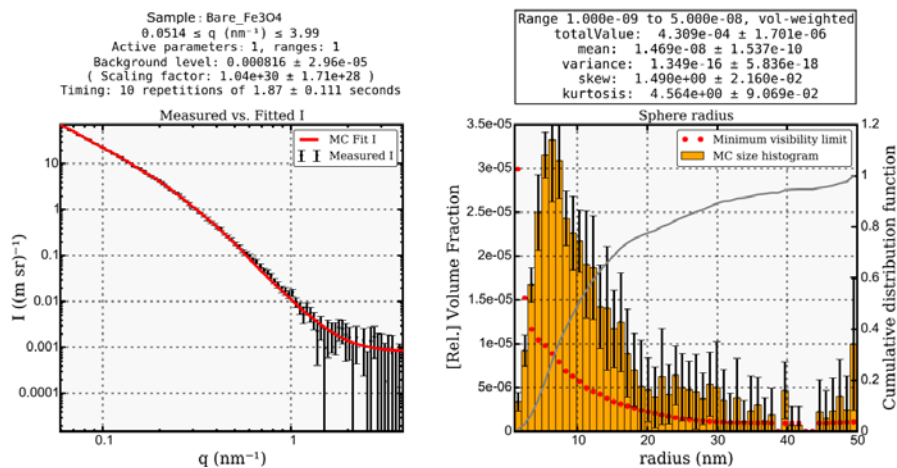 Sample: Bare_Fe3O4
0.0514 ≤ q (nm⁻¹) ≤ 3.99
Active parameters: 1, ranges: 1
Background level: 0.000816 ± 2.96e-05
( Scaling factor: 1.04e+30 ± 1.71e+28 )
Timing: 10 repetitions of 1.87 ± 0.111 seconds
Measured vs. Fitted I
MC Fit I
Measured I
10
1
0.1
0.01
0.001
0.0001
I((m sr)⁻¹)
0.1
1
q (nm⁻¹)
Range 1.000e-09 to 5.000e-08, vol-weighted
totalValue: 4.309e-04 ± 1.701e-06
mean: 1.469e-08 ± 1.537e-10
variance: 1.349e-16 ± 5.836e-18
skew: 1.490e+00 ± 2.160e-02
kurtosis: 4.564e+00 ± 9.069e-02
Sphere radius
Minimum visibility limit
MC size histogram
3.5e-05
3e-05
2.5e-05
2e-05
1.5e-05
1e-05
5e-06
0
[Rel.] Volume Fraction
1.2
1
0.8
0.6
0.4
0.2
0
Cumulative distribution function
10
20
30
40
50
radius (nm)